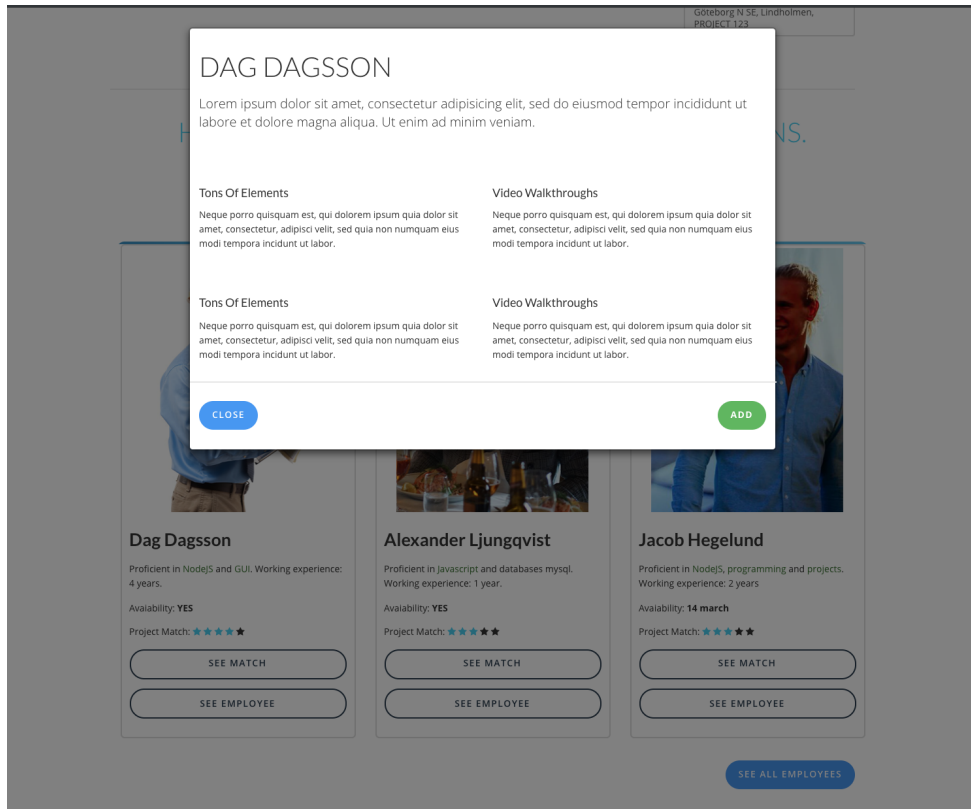 Göteborg N SE, Lindholmen,
PROJECT 123
H
NS.
DAG DAGSSON
Lorem ipsum dolor sit amet, consectetur adipisicing elit, sed do eiusmod tempor incididunt ut
labore et dolore magna aliqua. Ut enim ad minim veniam.
Tons Of Elements
Neque porro quisquam est, qui dolorem ipsum quia dolor sit
amet, consectetur, adipisci velit, sed quia non numquam eius
modi tempora incidunt ut labor.
Video Walkthroughs
Neque porro quisquam est, qui dolorem ipsum quia dolor sit
amet, consectetur, adipisci velit, sed quia non numquam eius
modi tempora incidunt ut labor.
Tons Of Elements
Neque porro quisquam est, qui dolorem ipsum quia dolor sit
amet, consectetur, adipisci velit, sed quia non numquam eius
modi tempora incidunt ut labor.
Video Walkthroughs
Neque porro quisquam est, qui dolorem ipsum quia dolor sit
amet, consectetur, adipisci velit, sed quia non numquam eius
modi tempora incidunt ut labor.
CLOSE
ADD
Dag Dagsson
Proficient in NodeJS and GUI. Working experience:
4 years.
Avaiability: YES
Project Match:
SEE MATCH
SEE EMPLOYEE
Alexander Ljungqvist
Proficient in Javascript and databases mysql.
Working experience: 1 year.
Avaiability: YES
Project Match:
SEE MATCH
SEE EMPLOYEE
Jacob Hegelund
Proficient in NodeJS, programming and projects.
Working experience: 2 years
Avaiability: 14 march
Project Match:
SEE MATCH
SEE EMPLOYEE
SEE ALL EMPLOYEES